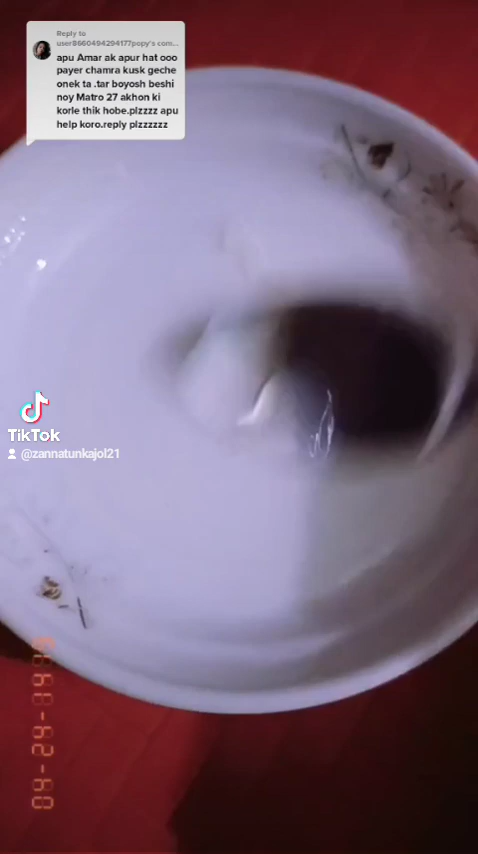 Reply to
user8660494294177popy's com...
apu Amar ak apur hat ooo
payer chamra kusk geche
onek ta .tar boyosh beshi
noy Matro 27 akhon ki
korle thik hobe.plzzzz apu
help koro.reply plzzzzzz
TikTok
@zannatunkajol21